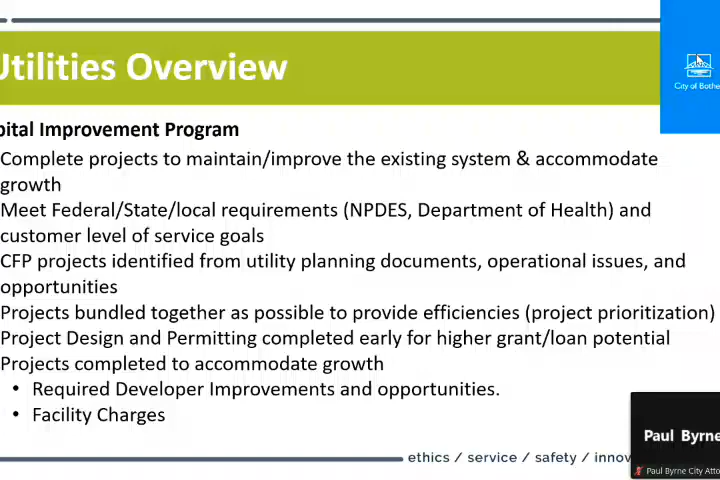 Utilities Overview
City of Bothe
pital Improvement Program
Complete projects to maintain/improve the existing system & accommodate
growth
Meet Federal/State/local requirements (NPDES, Department of Health) and
customer level of service goals
CFP projects identified from utility planning documents, operational issues, and
opportunities
Projects bundled together as possible to provide efficiencies (project prioritization)
Project Design and Permitting completed early for higher grant/loan potential
Projects completed to accommodate growth
• Required Developer Improvements and opportunities.
• Facility Charges
Paul Byrne
ethics / service / safety / innov
Paul Byrne City Atto